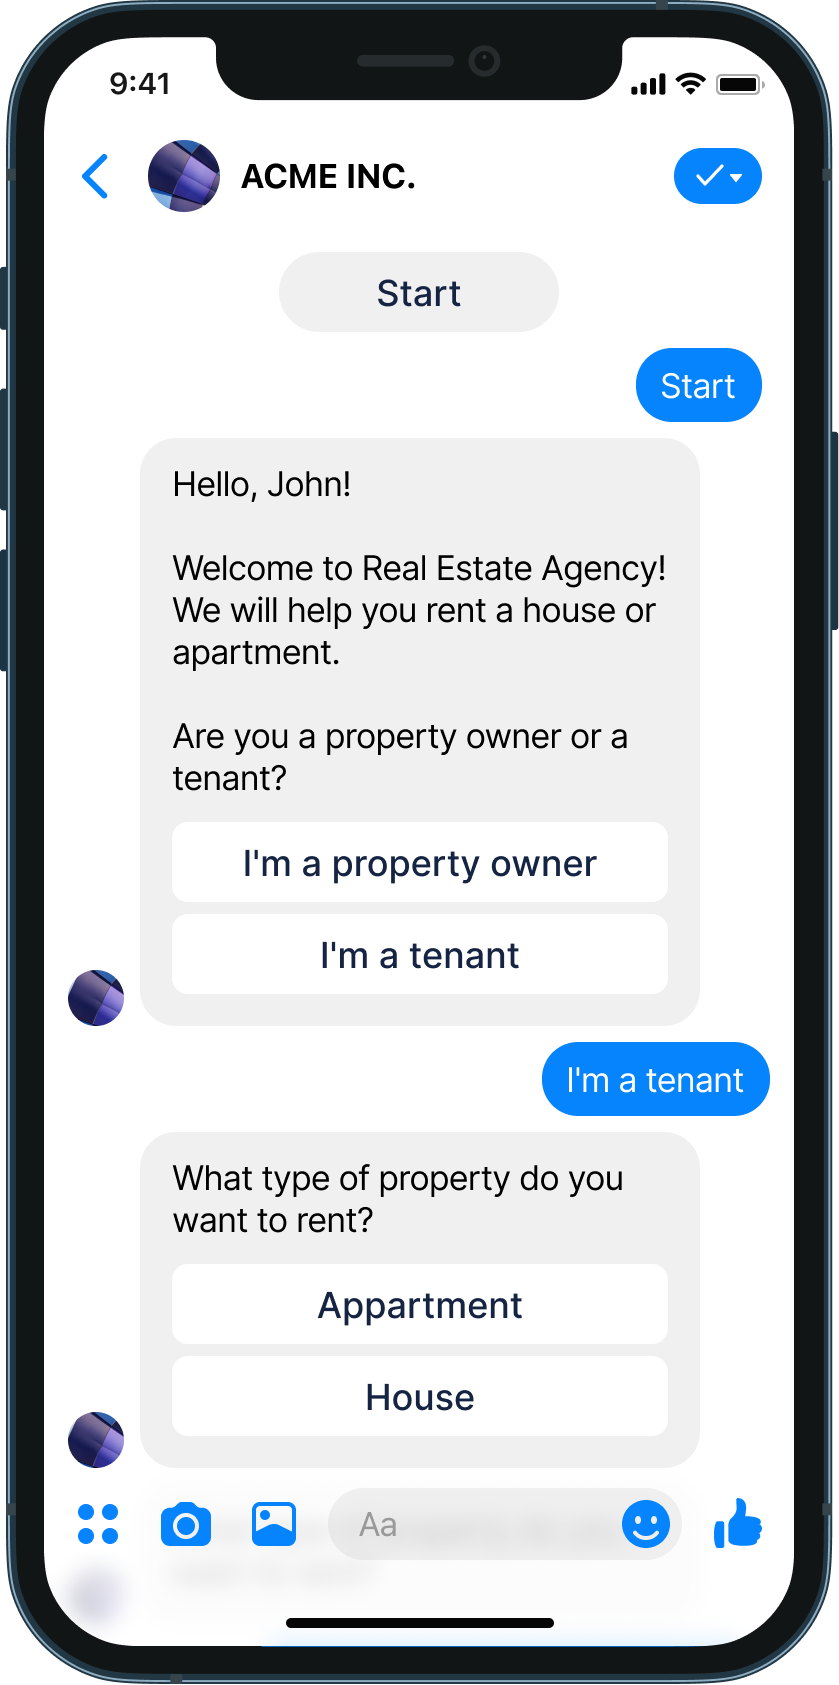 9:41
ACME INC.
Start
Start
Hello, John!
Welcome to Real Estate Agency!
We will help you rent a house or
apartment.
Are you a property owner or a
tenant?
I'm a property owner
I'm a tenant
I'm a tenant
What type of property do you
want to rent?
Appartment
House
Aa